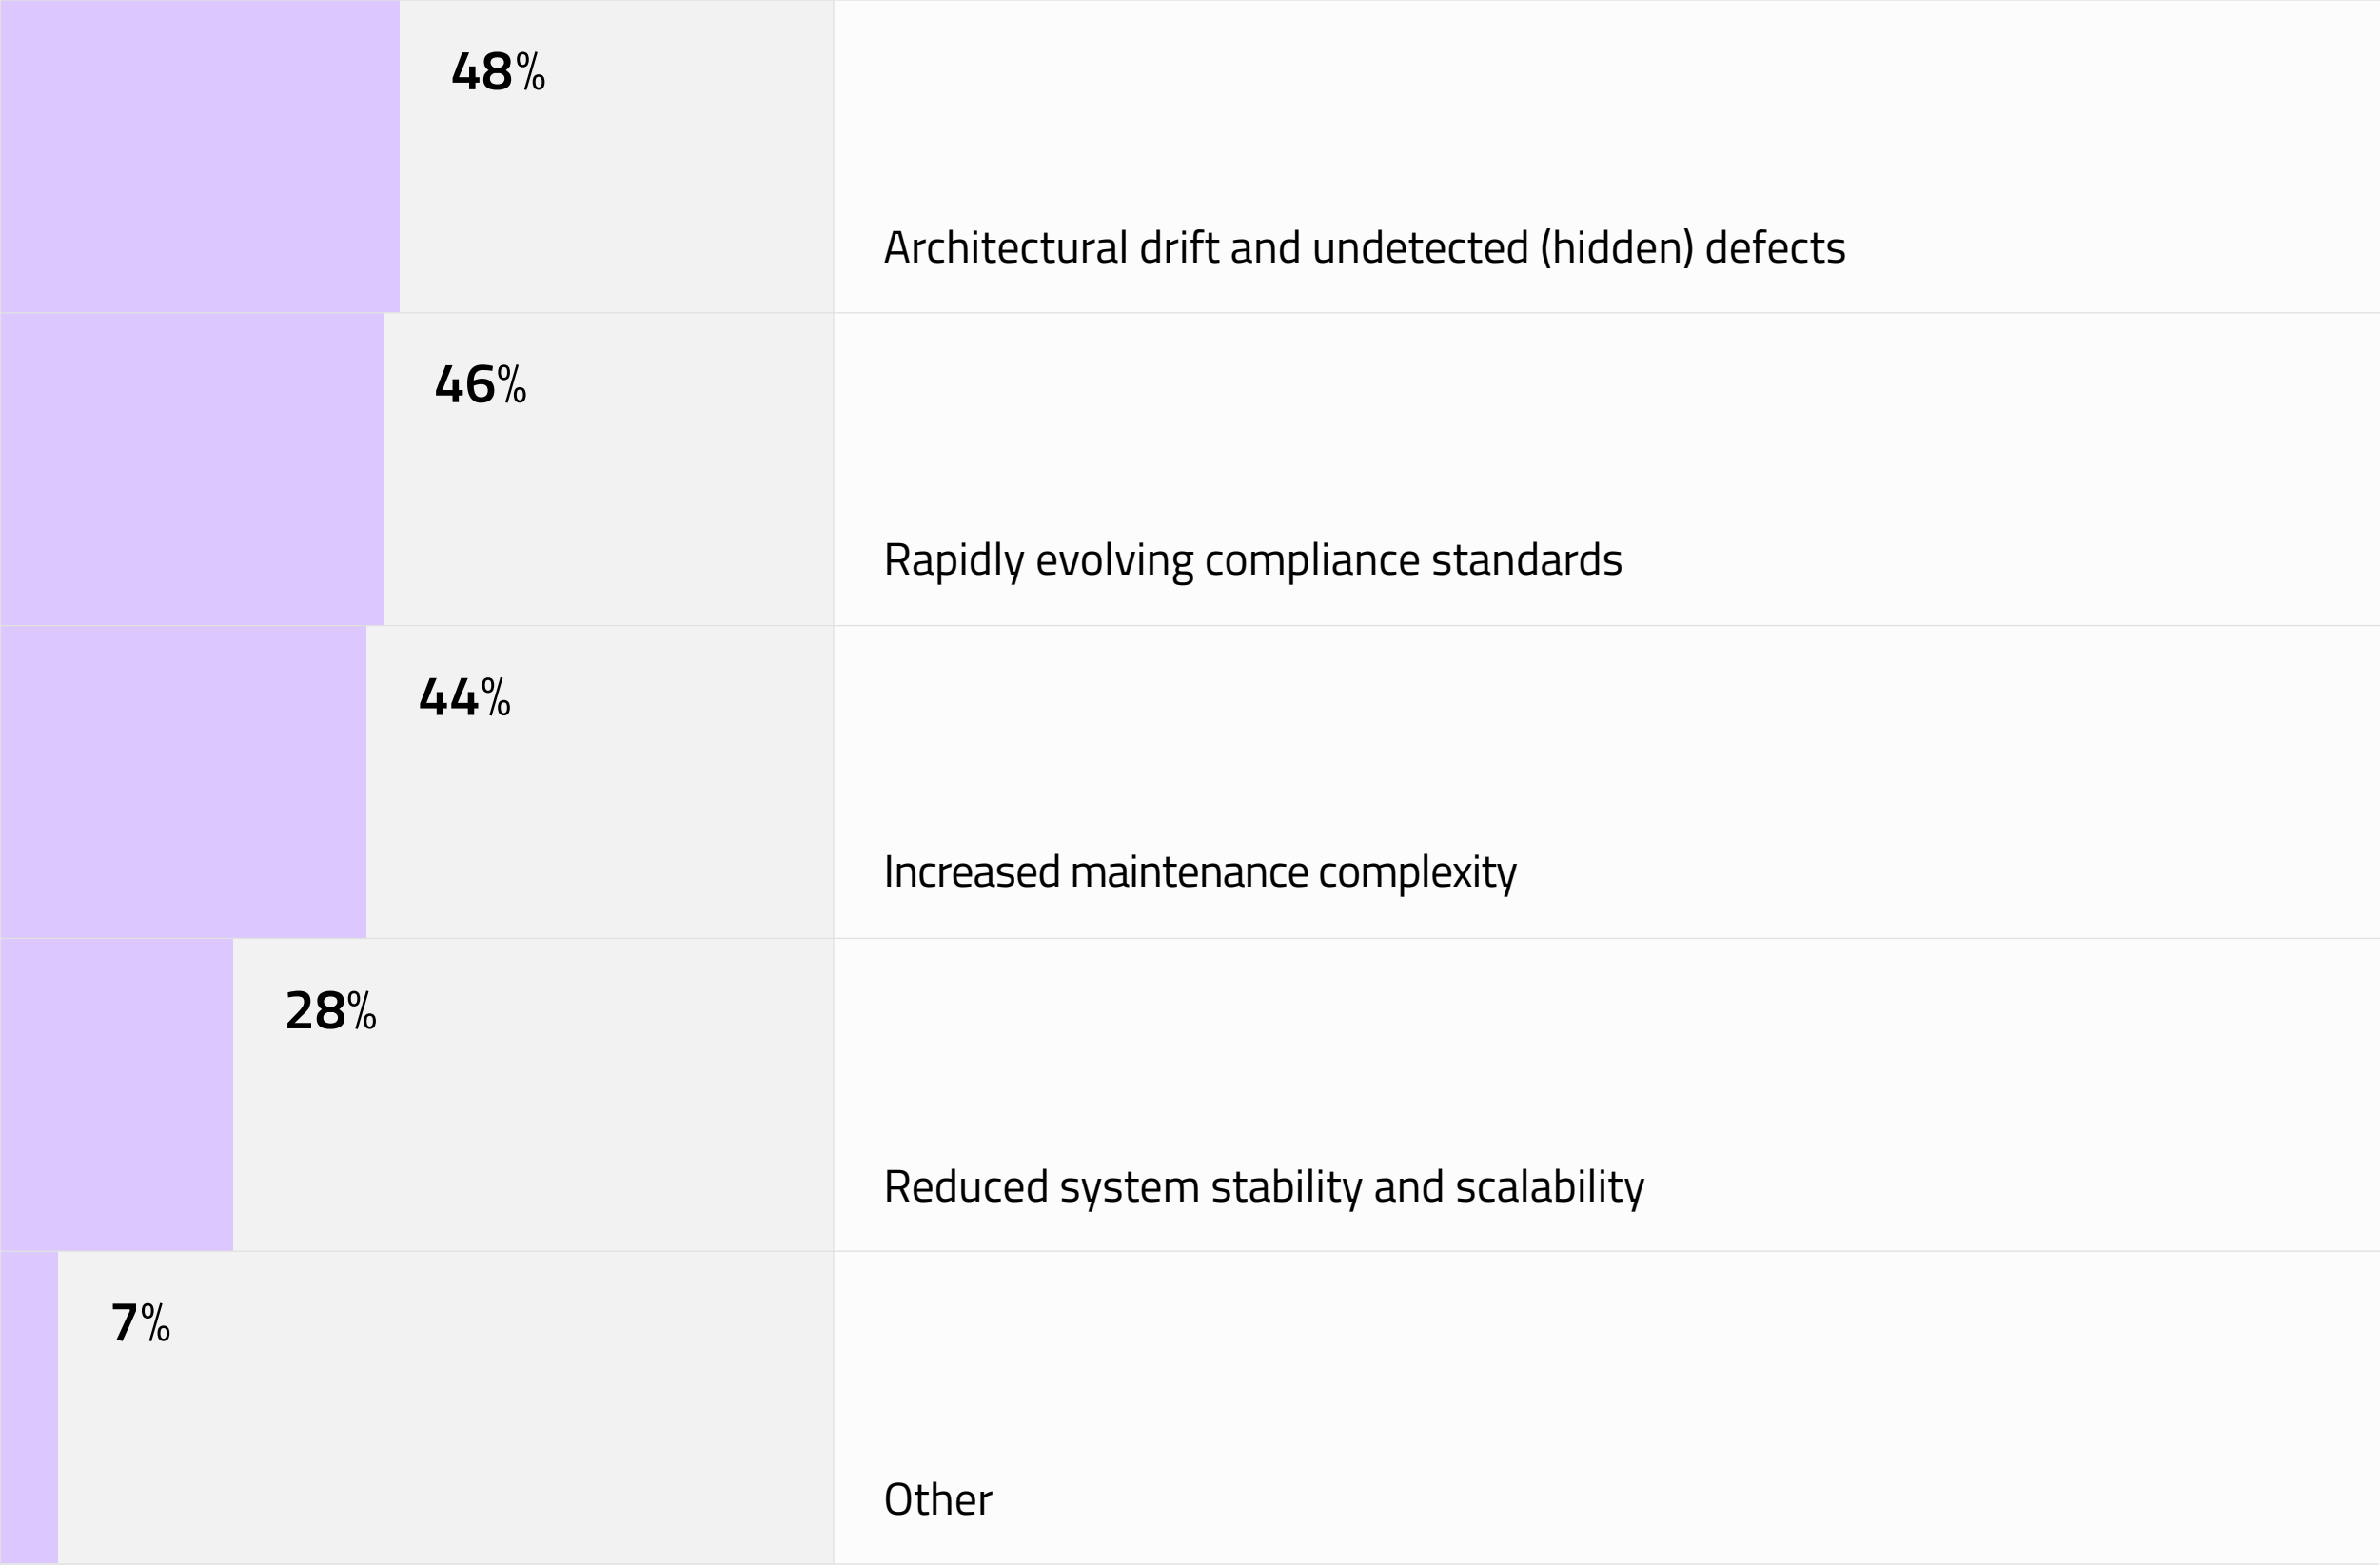 48%
Architectural drift and undetected (hidden) defects
46%
Rapidly evolving compliance standards
44%
Increased maintenance complexity
28%
Reduced system stability and scalability
7%
Other